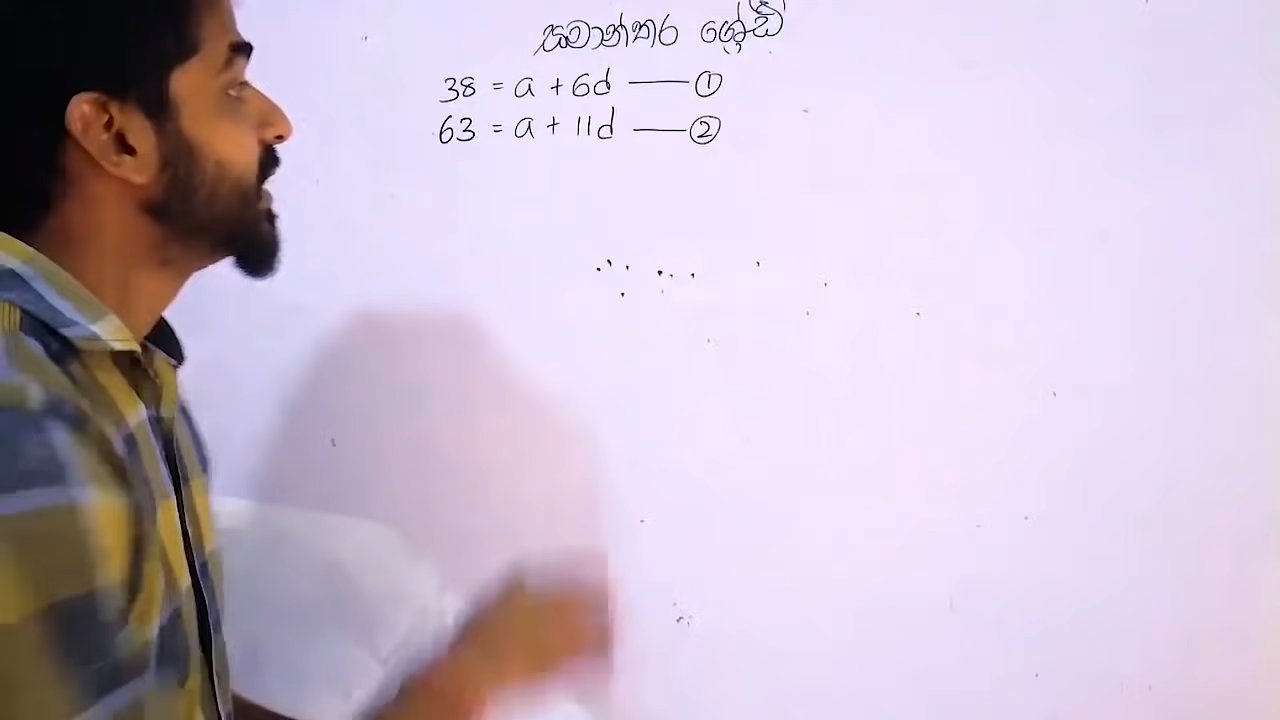 සමාන්තර ශ්‍රේඪි
38 = a + 6d —— ①
63 = a + 11d —— ②